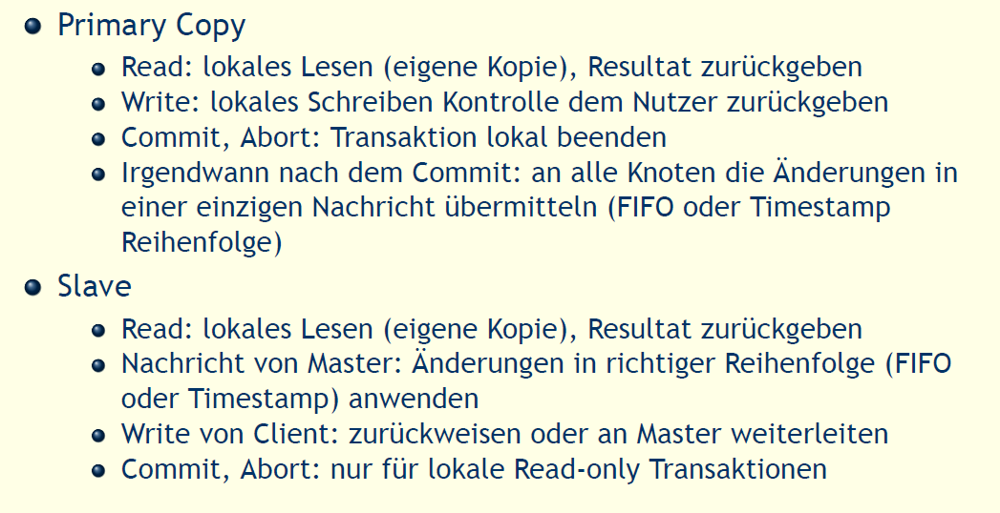 Primary Copy
Read: lokales Lesen (eigene Kopie), Resultat zurückgeben
Write: lokales Schreiben Kontrolle dem Nutzer zurückgeben
Commit, Abort: Transaktion lokal beenden
Irgendwann nach dem Commit: an alle Knoten die Änderungen in
einer einzigen Nachricht übermitteln (FIFO oder Timestamp
Reihenfolge)
Slave
Read: lokales Lesen (eigene Kopie), Resultat zurückgeben
Nachricht von Master: Änderungen in richtiger Reihenfolge (FIFO
oder Timestamp) anwenden
Write von Client: zurückweisen oder an Master weiterleiten
Commit, Abort: nur für lokale Read-only Transaktionen